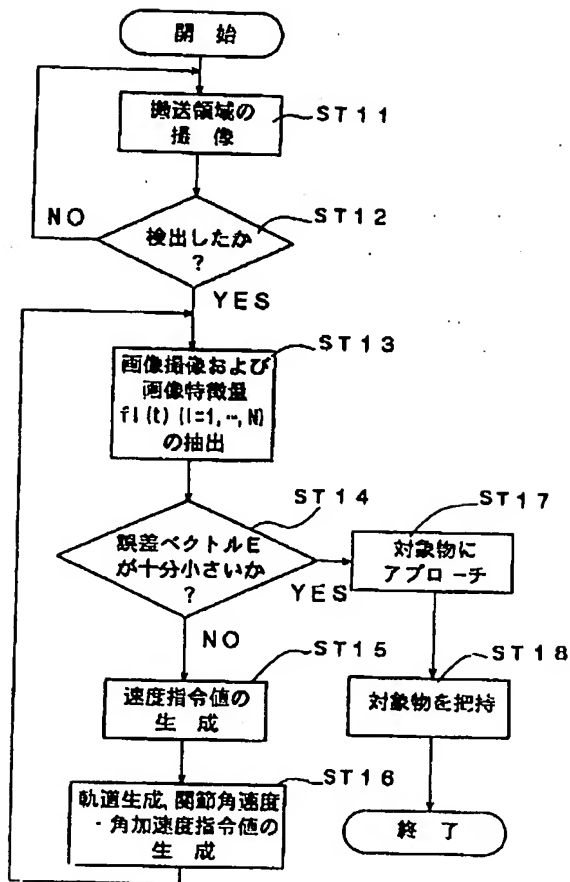 開 始
搬送領域の
撮 像
ST11
NO
検出したか
?
ST12
YES
画像撮像および
画像特徴量
fi(t) (i=1,…,N)
の抽出
ST13
誤差ベクトルE
が十分小さいか
?
ST14
YES
対象物に
アプローチ
ST17
NO
速度指令値の
生 成
ST15
対象物を把持
ST18
軌道生成、関節角速度
・角加速度指令値の
生 成
ST16
終 了